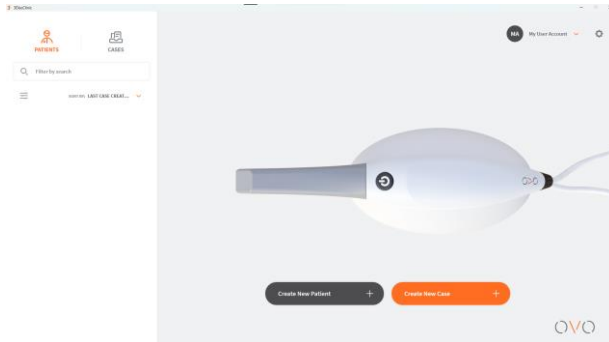 PATIENTS
CASES
Filter by search
LAST CASE CREAT...
MA
My User Account
OVO
Create New Patient +
Create New Case +
OVO